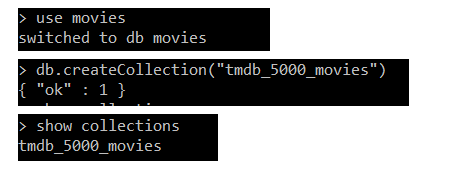 > use movies
switched to db movies
> db.createCollection("tmdb_5000_movies")
{ "ok" : 1 }
> show collections
tmdb_5000_movies